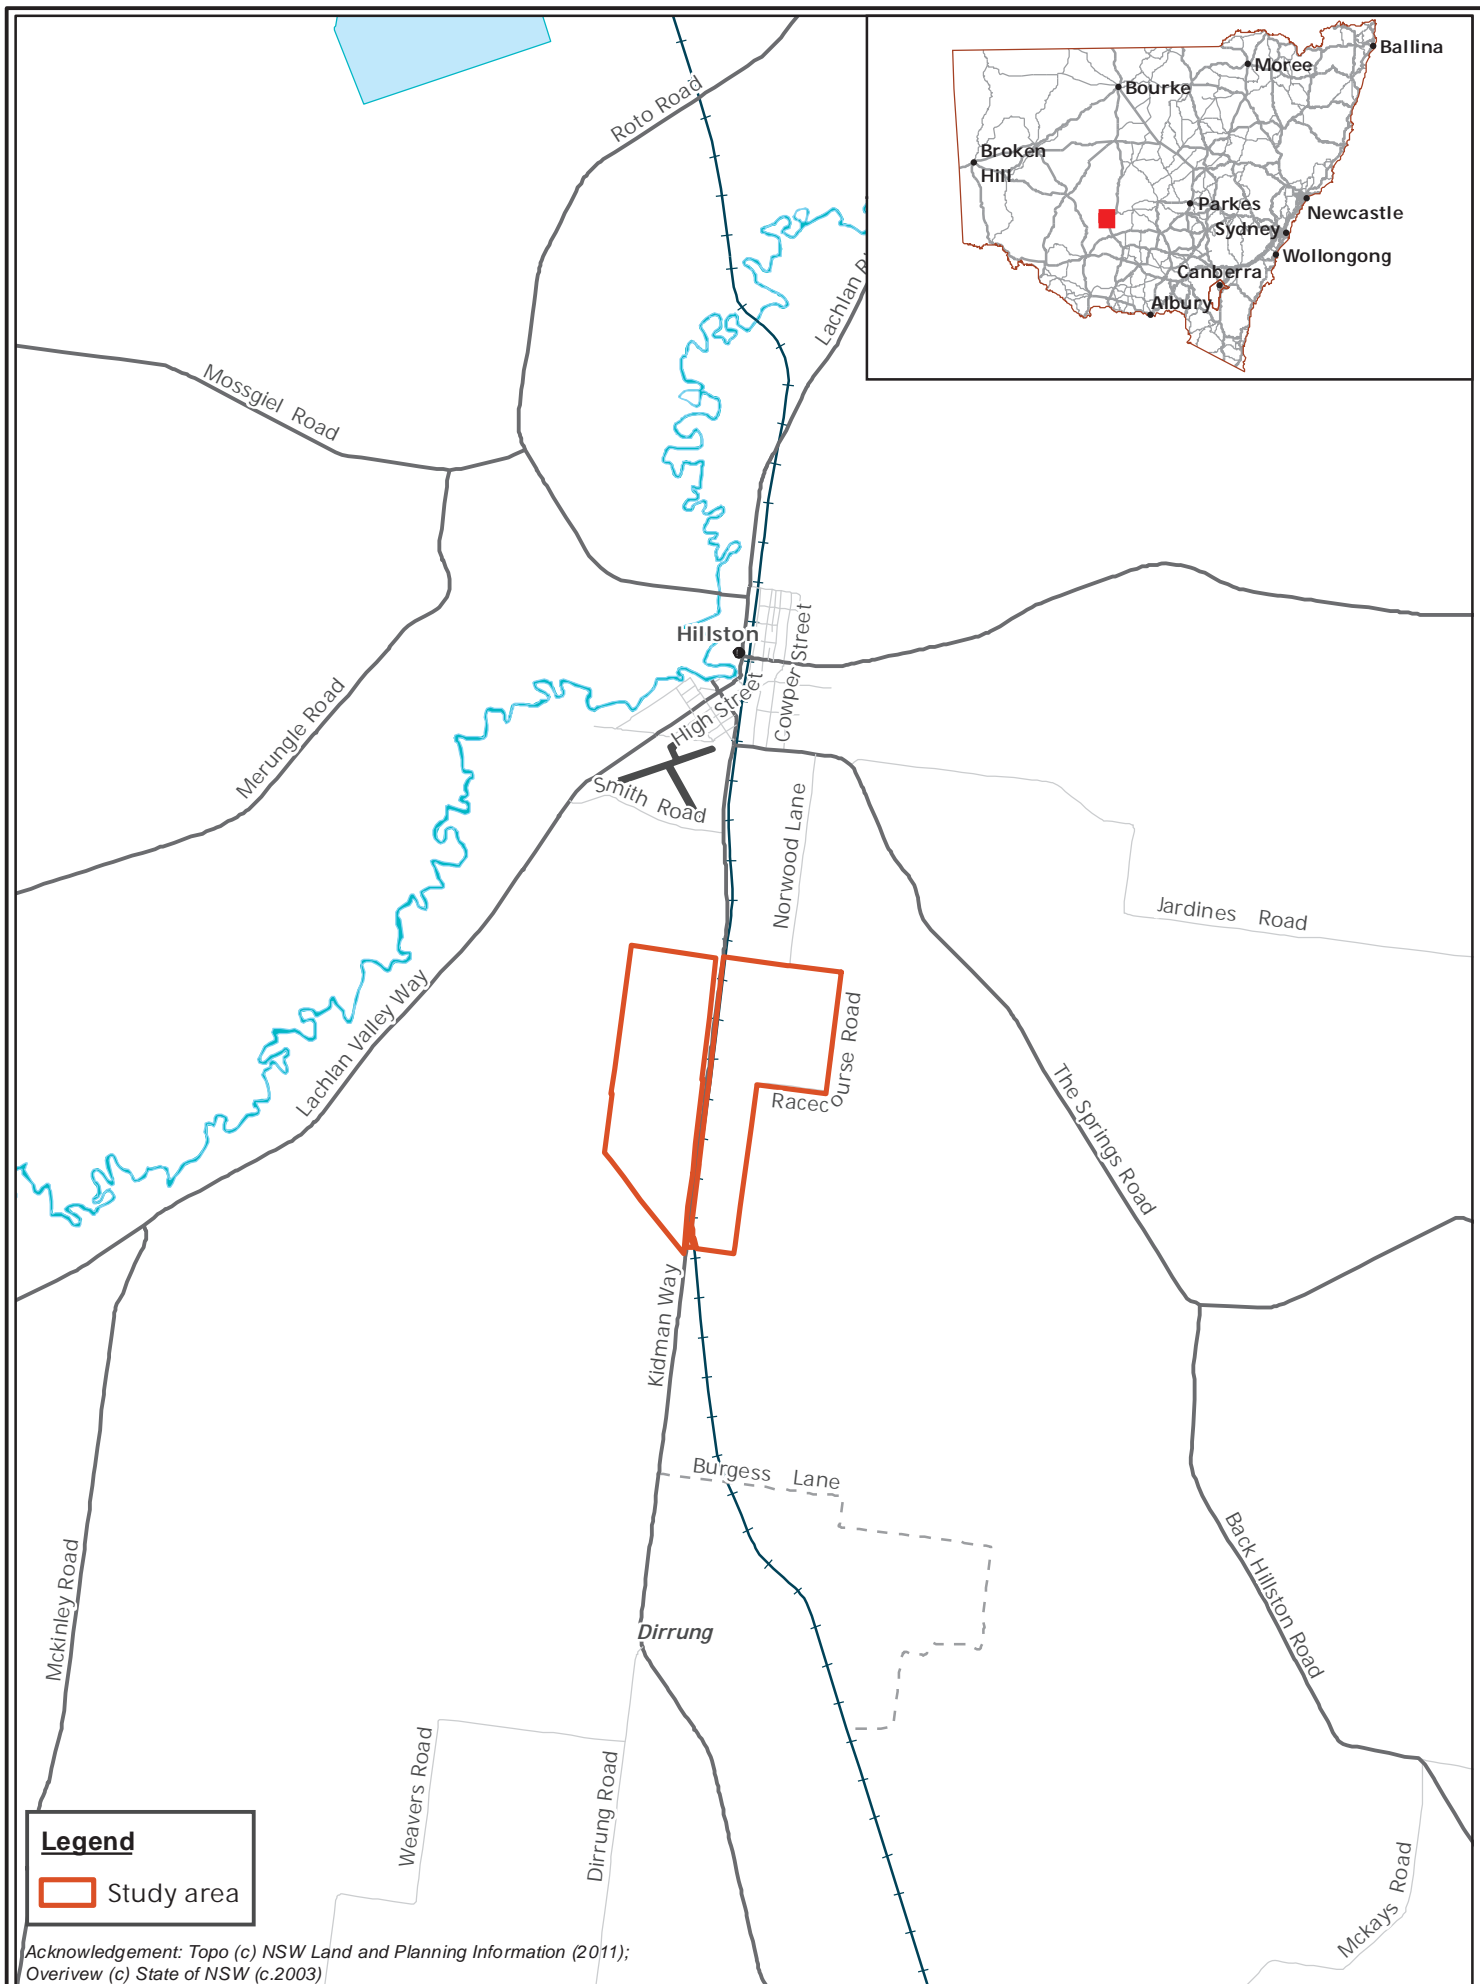 Ballina
Moree
Bourke
Broken
Hill
Parkes
Newcastle
Sydney
Wollongong
Canberra
Albury
Roto Road
Lachlan R
Mossgiel Road
Hillston
Cowper Street
High Street
Merungle Road
Smith Road
Norwood Lane
Jardines Road
Lachlan Valley Way
Racecourse Road
The Springs Road
Kidman Way
Burgess Lane
Back Hillston Road
Mckinley Road
Dirrung
Weavers Road
Dirrung Road
Mckays Road
Legend
Study area
Acknowledgement: Topo (c) NSW Land and Planning Information (2011);
Overivew (c) State of NSW (c.2003)